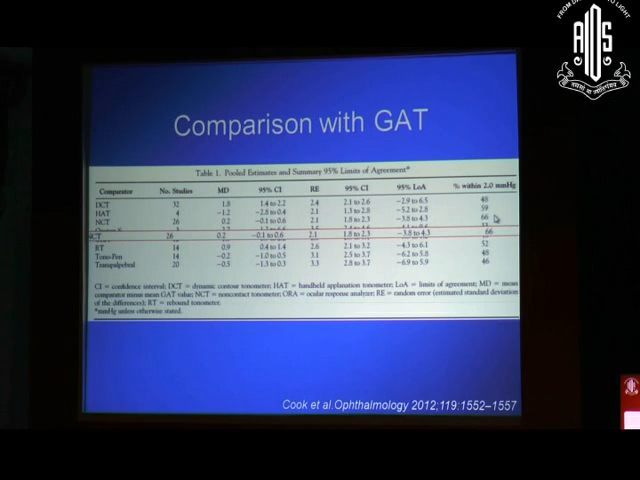 FROM DARKNESS TO LIGHT
AIOS
Comparison with GAT
Table 1. Pooled Estimates and Summary 95% Limits of Agreement*
Comparator No. Studies MD 95% CI RE 95% CI 95% LoA % within 2.0 mmHg
DCT 32 1.8 1.4 to 2.2 2.4 2.1 to 2.6 −2.9 to 6.5 48
HAT 4 −1.2 −2.8 to 0.4 2.1 1.3 to 2.8 −5.2 to 2.8 59
NCT 26 0.2 −0.1 to 0.6 2.1 1.8 to 2.3 −3.8 to 4.3 66
NCT 26 0.2 −0.1 to 0.6 2.1 1.8 to 2.3 −3.8 to 4.3 66
RT 14 0.9 0.4 to 1.4 2.6 2.1 to 3.2 −4.3 to 6.1 52
Tono-Pen 14 −0.2 −1.0 to 0.5 3.1 2.5 to 3.7 −6.2 to 5.8 48
Transpalpebral 20 −0.5 −1.3 to 0.3 3.3 2.8 to 3.7 −6.9 to 5.9 46
CI = confidence interval; DCT = dynamic contour tonometer; HAT = handheld applanation tonometer; LoA = limits of agreement; MD = mean
comparator minus mean GAT value; NCT = noncontact tonometer; ORA = ocular response analyzer; RE = random error (estimated standard deviation
of the differences); RT = rebound tonometer.
*mmHg unless otherwise stated.
Cook et al.Ophthalmology 2012;119:1552–1557